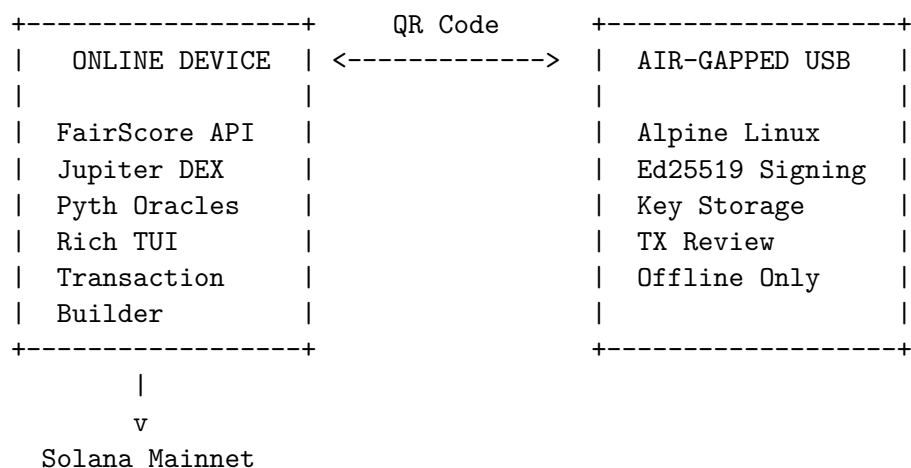 QR Code
ONLINE DEVICE <-------------> AIR-GAPPED USB
FairScore API Alpine Linux
Jupiter DEX Ed25519 Signing
Pyth Oracles Key Storage
Rich TUI TX Review
Transaction Offline Only
Builder
v
Solana Mainnet